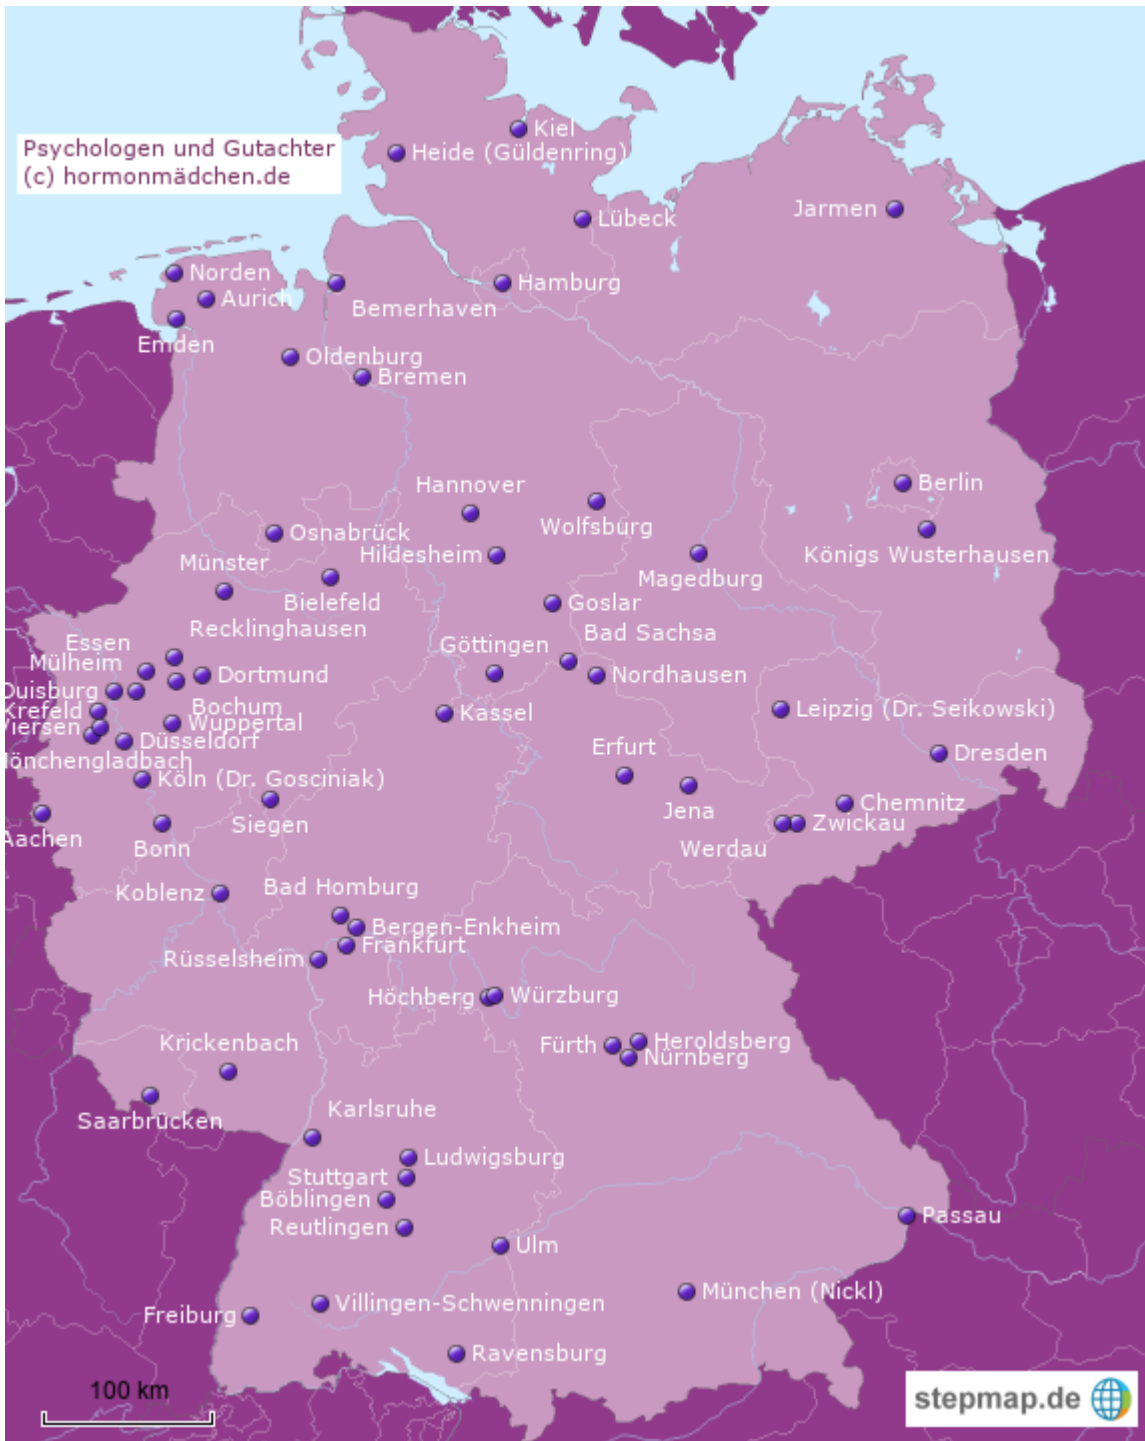 Kiel
Psychologen und Gutachter
(c) hormonmädchen.de
Heide (Güldenring)
Jarmen
Lübeck
Norden
Hamburg
Aurich
Bemerhaven
Emden
Oldenburg
Bremen
Hannover
Berlin
Wolfsburg
Osnabrück
Hildesheim
Königs Wusterhausen
Münster
Magedburg
Bielefeld
Goslar
Recklinghausen
Bad Sachsa
Essen
Göttingen
Mülheim
Dortmund
Nordhausen
Duisburg
Bochum
Krefeld
Kassel
Leipzig (Dr. Seikowski)
Viersen
Wuppertal
Düsseldorf
Erfurt
Dresden
Mönchengladbach
Köln (Dr. Gosciniak)
Chemnitz
Jena
Siegen
Zwickau
Aachen
Bonn
Werdau
Bad Homburg
Koblenz
Bergen-Enkheim
Frankfurt
Rüsselsheim
Höchberg
Würzburg
Krickenbach
Fürth
Heroldsberg
Nürnberg
Karlsruhe
Saarbrücken
Ludwigsburg
Stuttgart
Böblingen
Reutlingen
Passau
Ulm
München (Nickl)
Villingen-Schwenningen
Freiburg
Ravensburg
100 km
stepmap.de